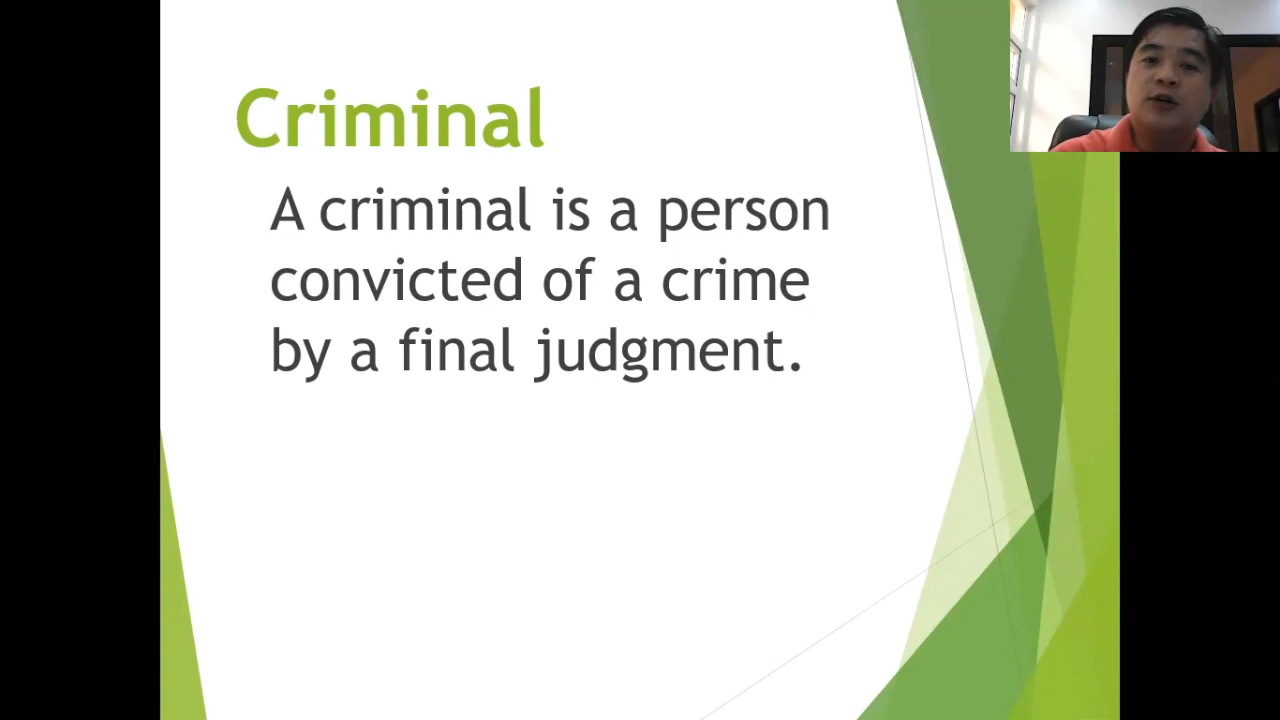 Criminal
A criminal is a person
convicted of a crime
by a final judgment.